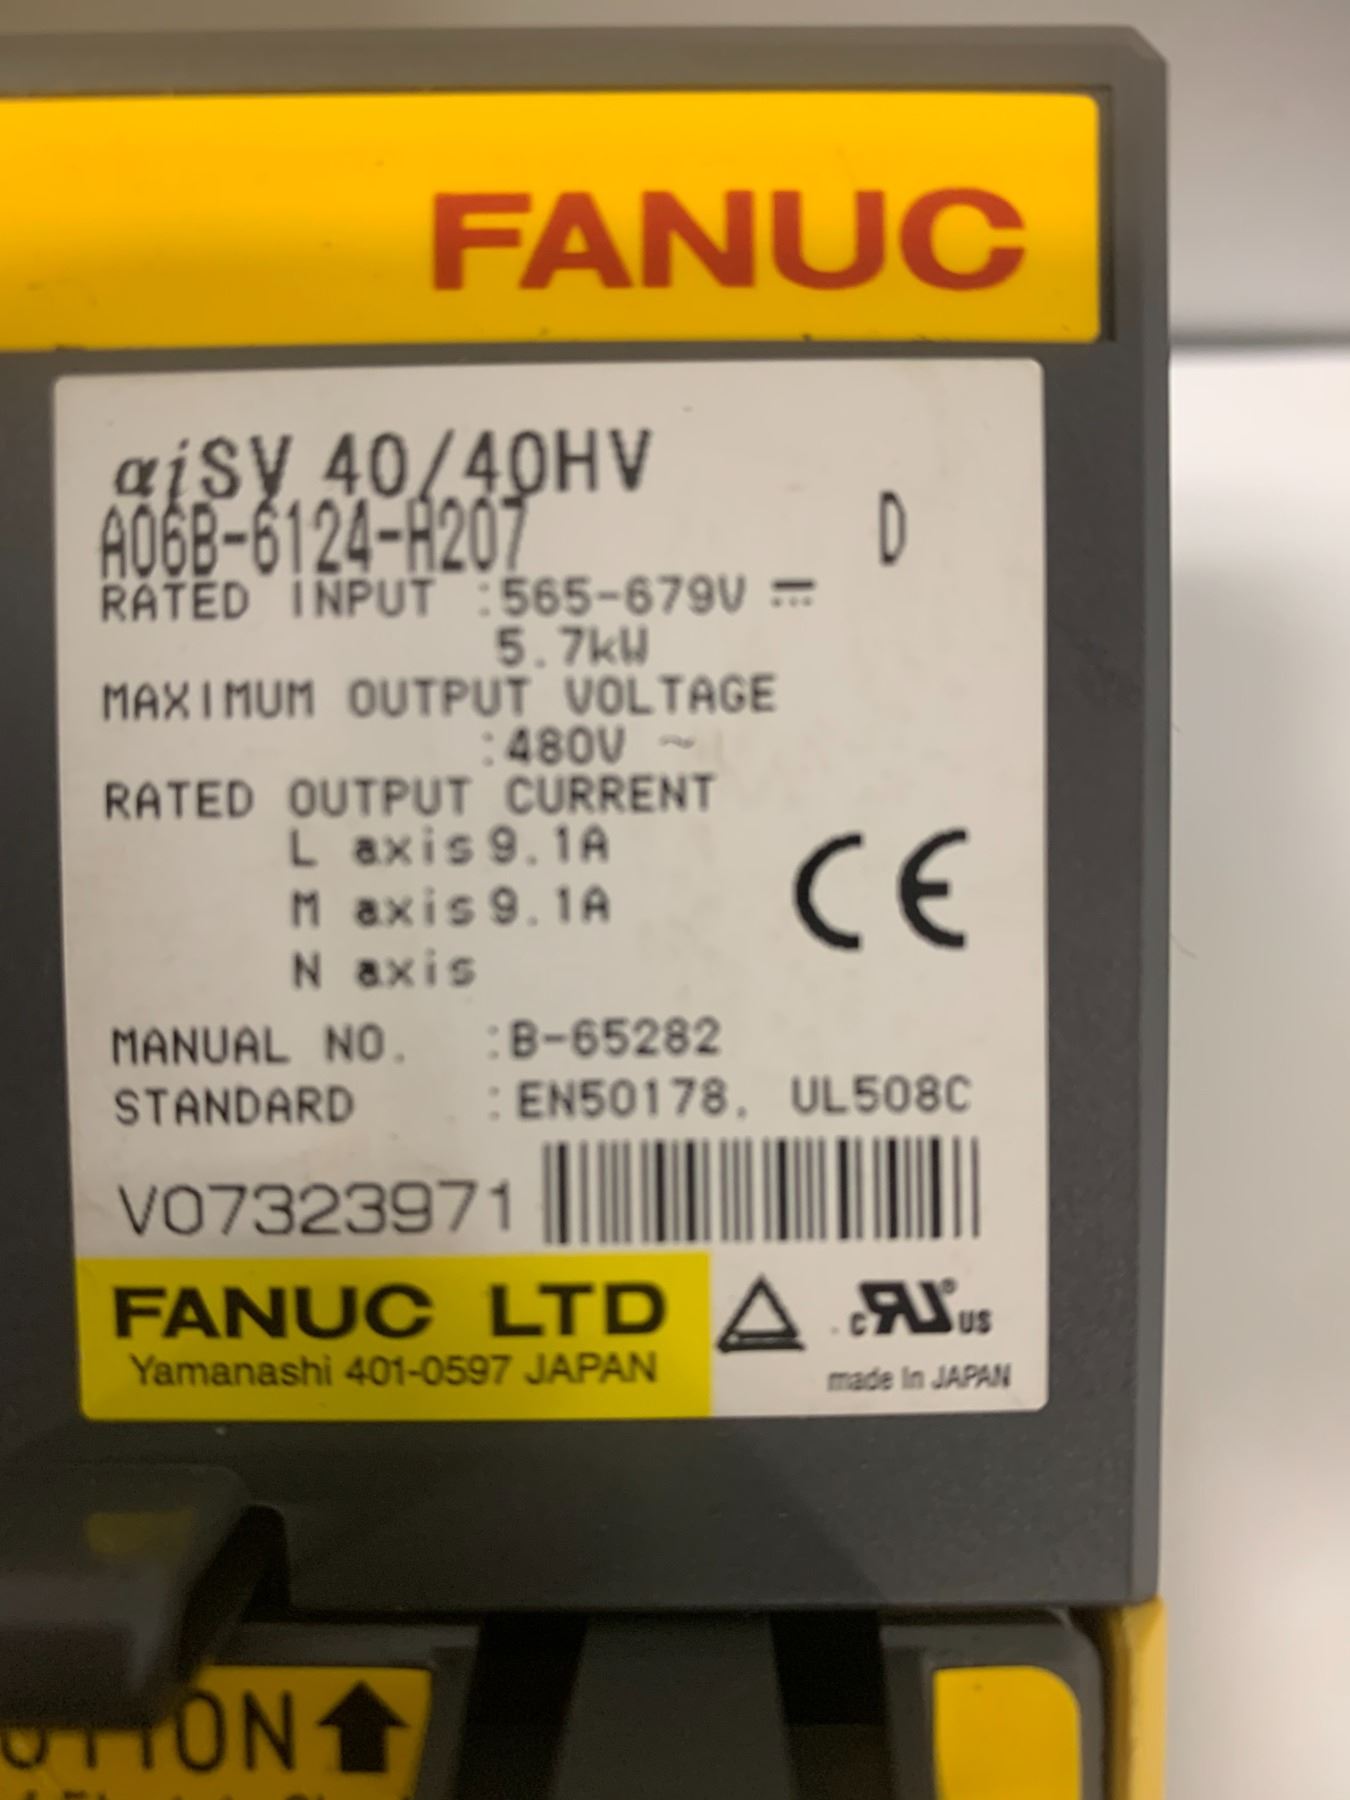 FANUC
αiSV 40/40HV
A06B-6124-H207 D
RATED INPUT :565-679V ⎓
5.7kW
MAXIMUM OUTPUT VOLTAGE
:480V ~
RATED OUTPUT CURRENT
L axis 9.1A
M axis 9.1A
N axis
MANUAL NO. :B-65282
STANDARD :EN50178, UL508C
V07323971
CE
FANUC LTD
Yamanashi 401-0597 JAPAN
c RU ® US
made in JAPAN